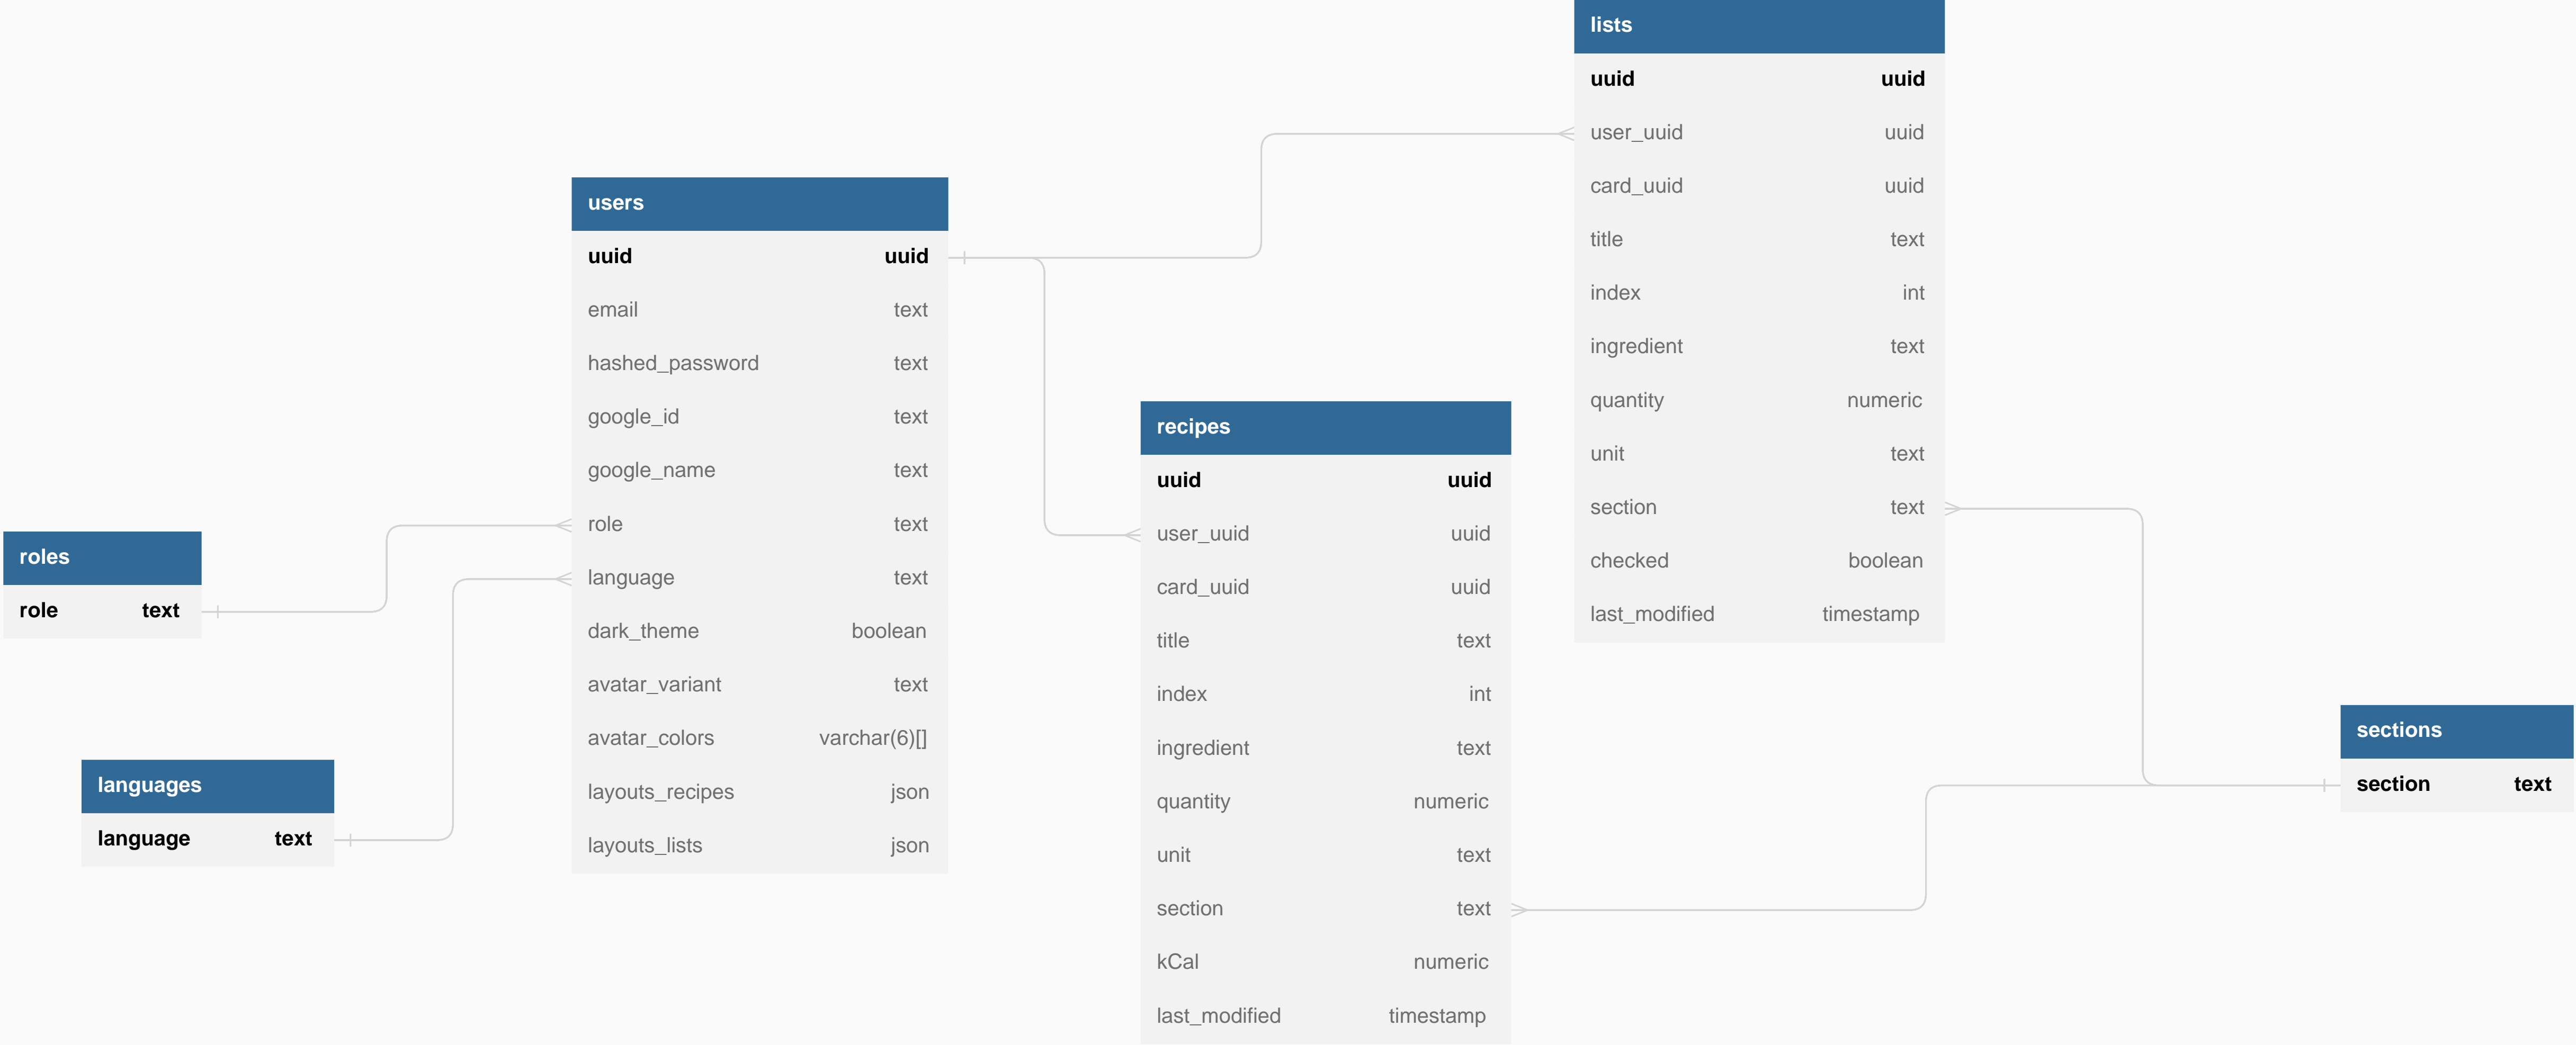 lists
uuid uuid
user_uuid uuid
card_uuid uuid
title text
index int
ingredient text
quantity numeric
unit text
section text
checked boolean
last_modified timestamp
users
uuid uuid
email text
hashed_password text
google_id text
google_name text
role text
language text
dark_theme boolean
avatar_variant text
avatar_colors varchar(6)[]
layouts_recipes json
layouts_lists json
recipes
uuid uuid
user_uuid uuid
card_uuid uuid
title text
index int
ingredient text
quantity numeric
unit text
section text
kCal numeric
last_modified timestamp
roles
role text
languages
language text
sections
section text